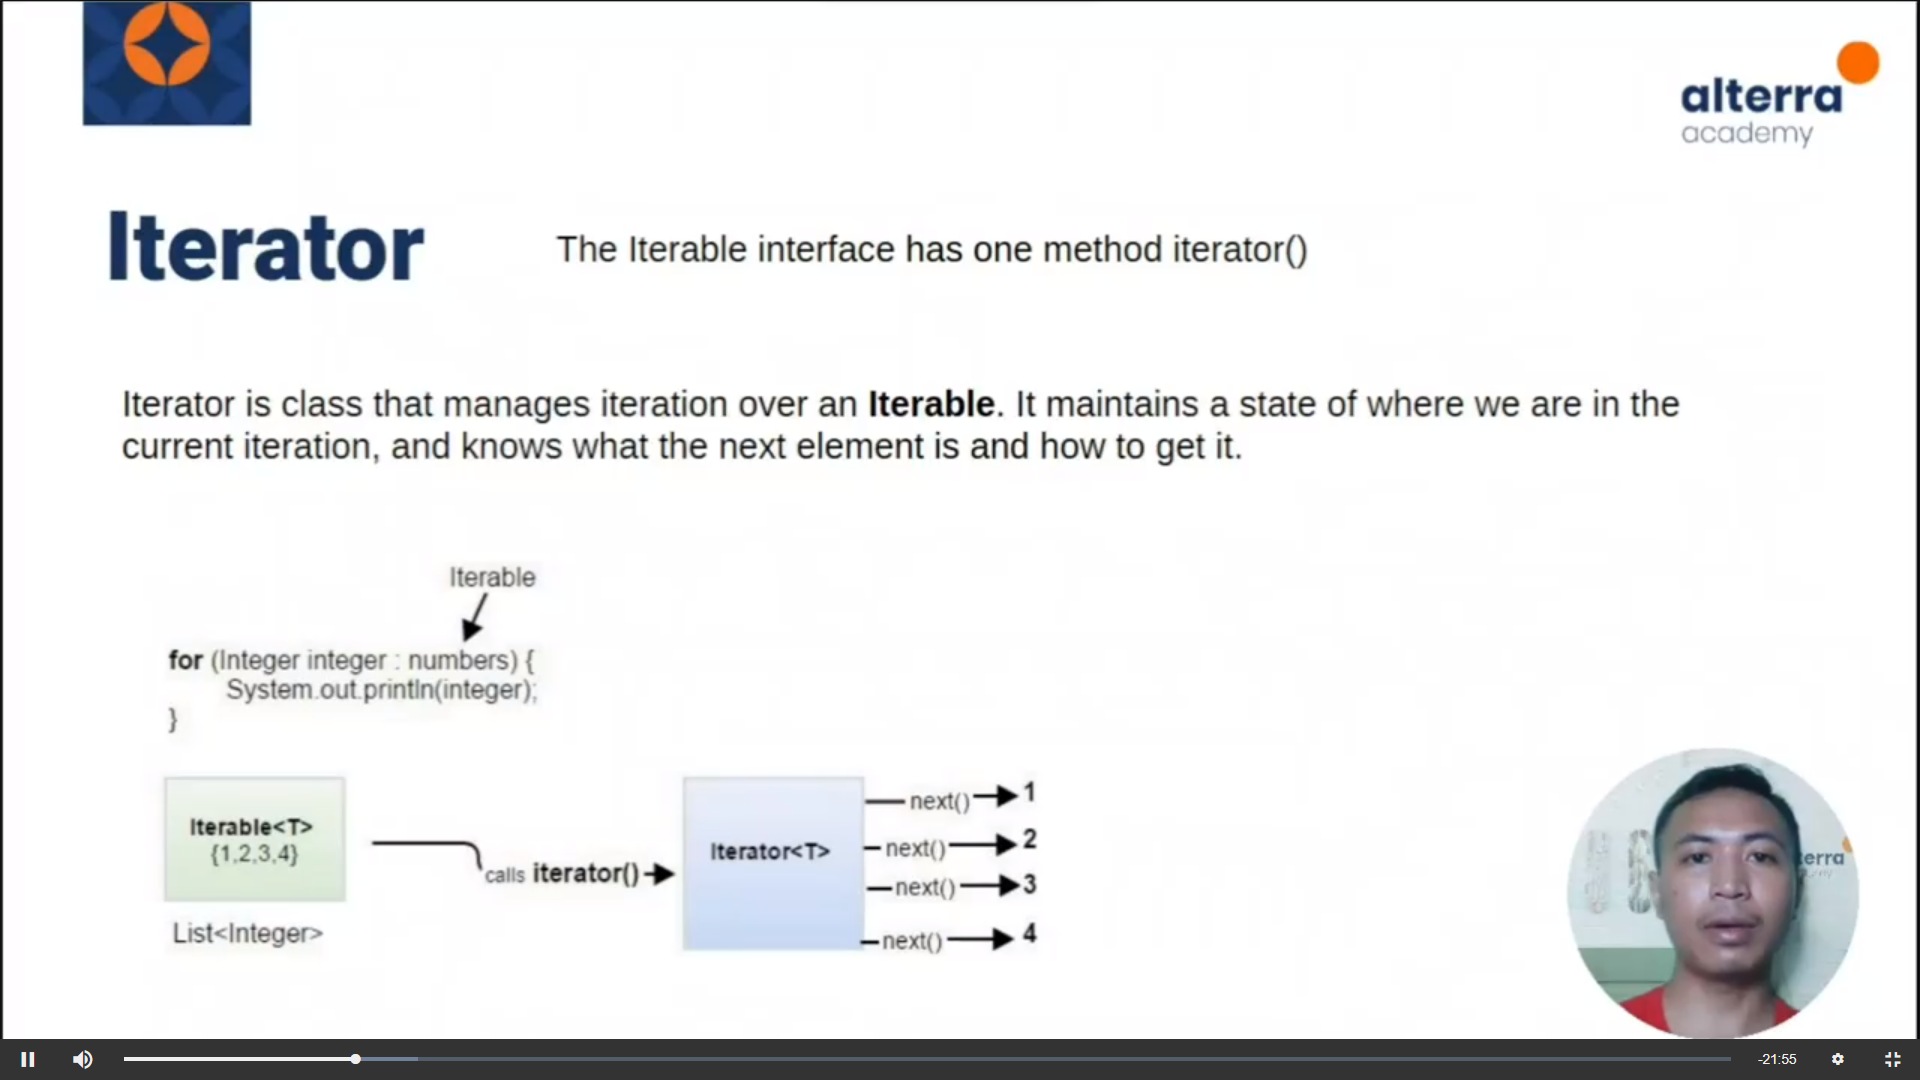 alterra
academy
Iterator
The Iterable interface has one method iterator()
Iterator is class that manages iteration over an Iterable. It maintains a state of where we are in the
current iteration, and knows what the next element is and how to get it.
Iterable
for (Integer integer : numbers) {
System.out.println(integer);
}
Iterable<T>
{1,2,3,4}
List<Integer>
calls iterator()
Iterator<T>
next() 1
next() 2
next() 3
next() 4
terra
-21:55